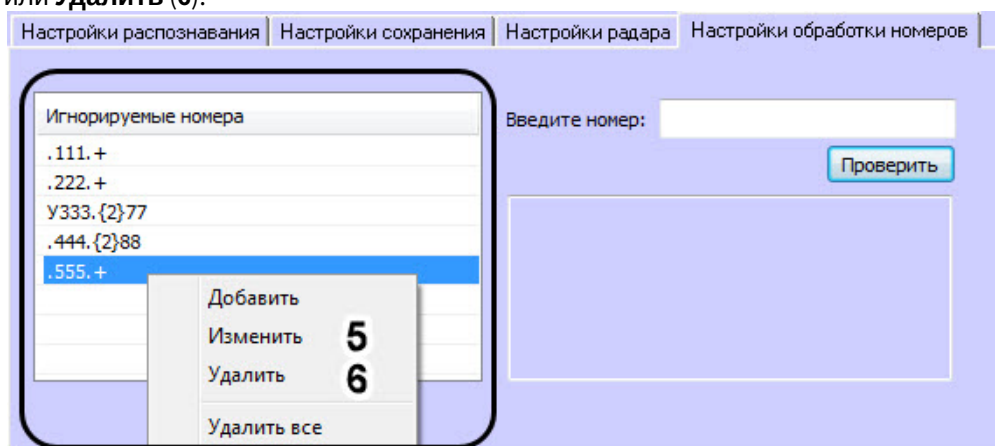 или Удалить (6).
Настройки распознавания Настройки сохранения Настройки радара Настройки обработки номеров
Игнорируемые номера
Введите номер:
.111.+
Проверить
.222.+
У333.{2}77
.444.{2}88
.555.+
Добавить
Изменить 5
Удалить 6
Удалить все